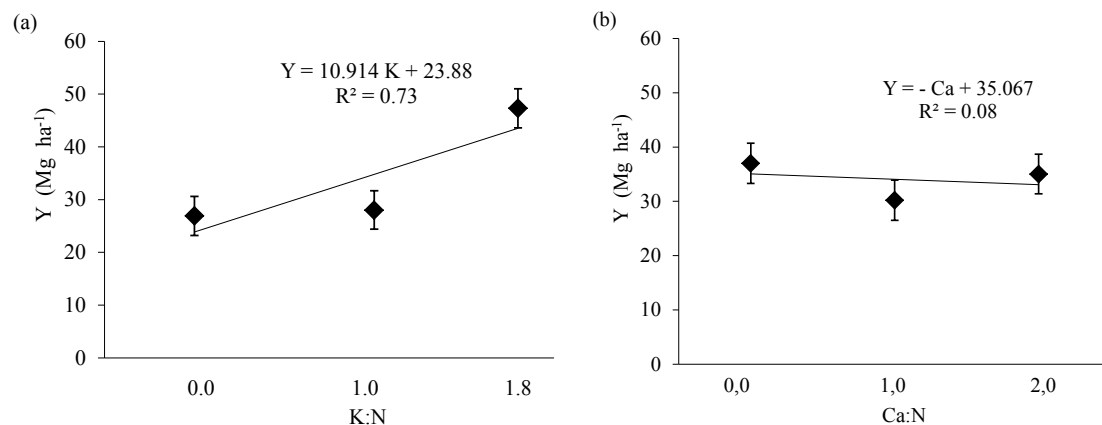 (a)
60
50
40
30
20
10
0
Y (Mg ha⁻¹)
Y = 10.914 K + 23.88
R² = 0.73
0.0 1.0 1.8
K:N
(b)
60
50
40
30
20
10
0
Y (Mg ha⁻¹)
Y = - Ca + 35.067
R² = 0.08
0,0 1,0 2,0
Ca:N